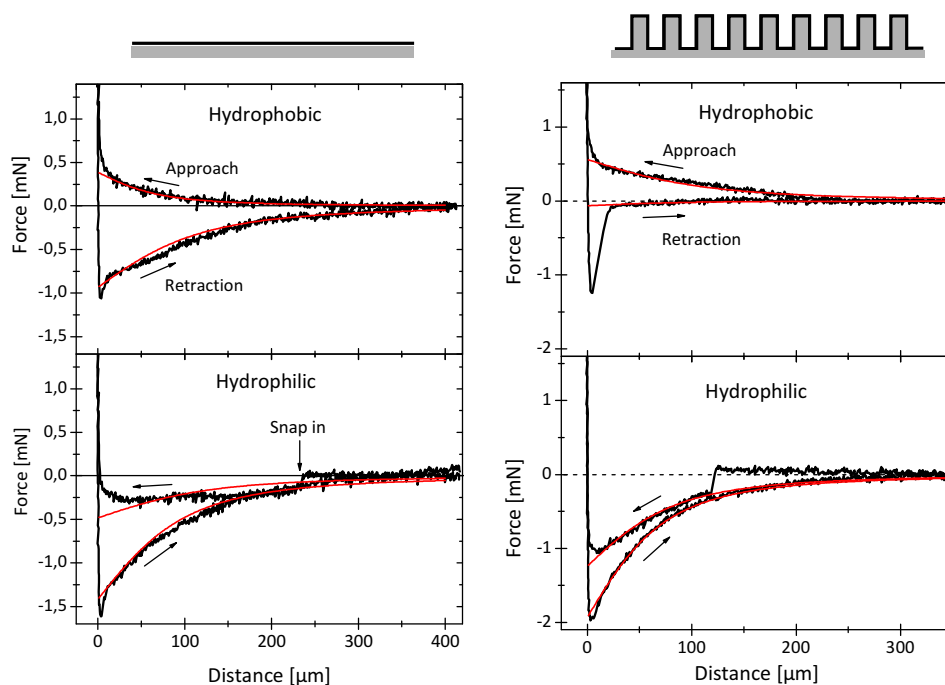 Hydrophobic
Approach
Retraction
Force [mN]
1,0
0,5
0,0
-0,5
-1,0
-1,5
Hydrophilic
Snap in
Force [mN]
1,0
0,5
0,0
-0,5
-1,0
-1,5
0 100 200 300 400
Distance [µm]
Hydrophobic
Approach
Retraction
Force [mN]
1
0
-1
-2
Hydrophilic
Force [mN]
1
0
-1
-2
0 100 200 300
Distance [µm]